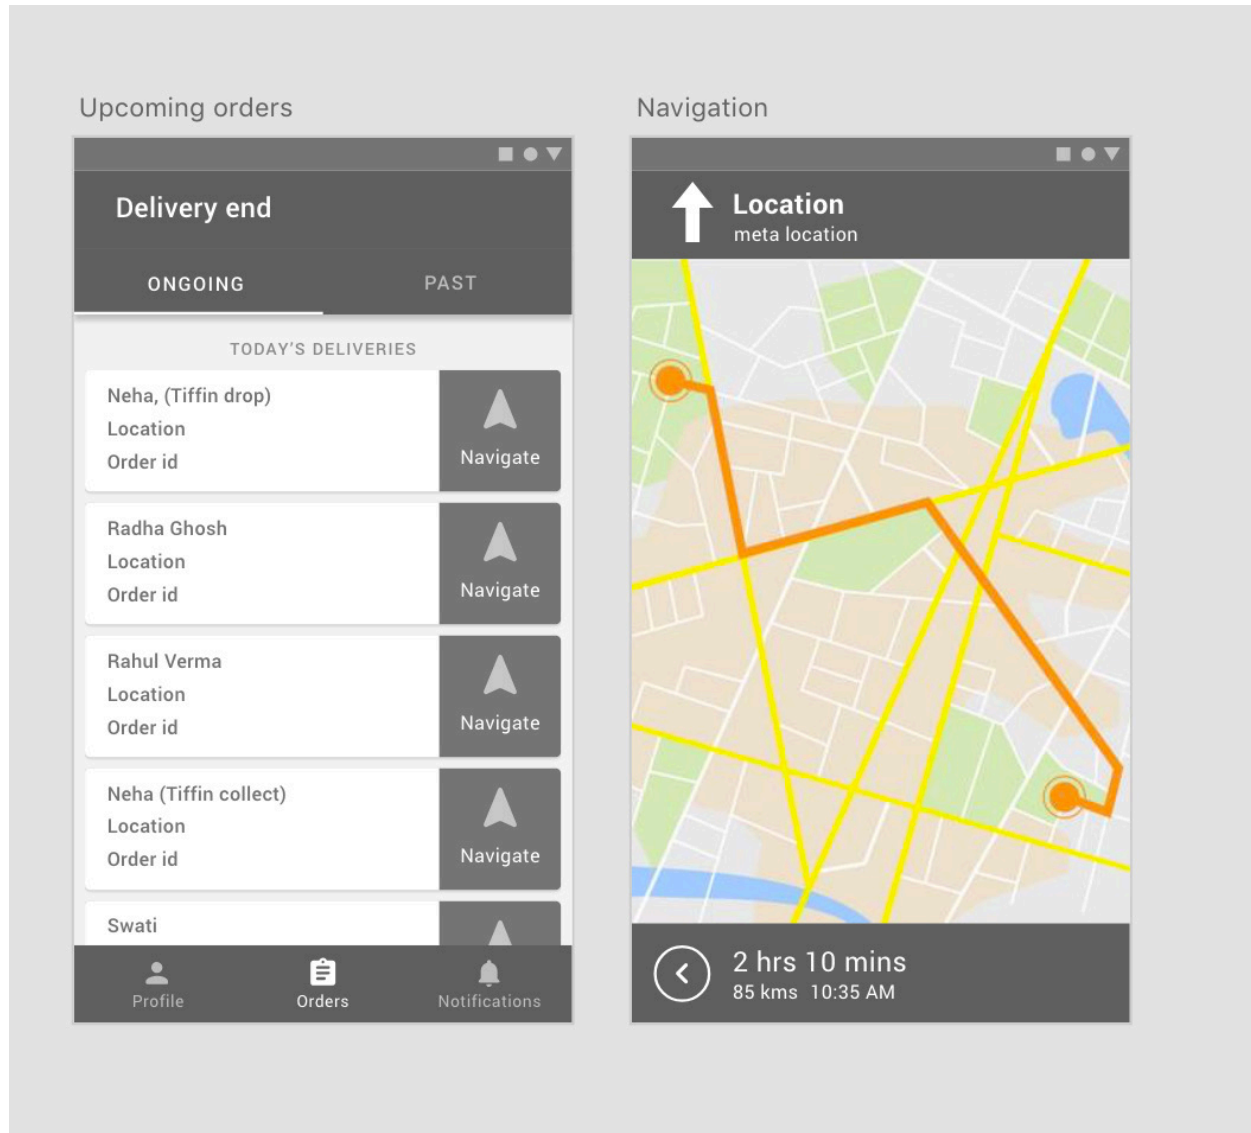 Upcoming orders
Delivery end
ONGOING PAST
TODAY'S DELIVERIES
Neha, (Tiffin drop)
Location
Order id
Navigate
Radha Ghosh
Location
Order id
Navigate
Rahul Verma
Location
Order id
Navigate
Neha (Tiffin collect)
Location
Order id
Navigate
Swati
Profile Orders Notifications
Navigation
Location
meta location
2 hrs 10 mins
85 kms 10:35 AM